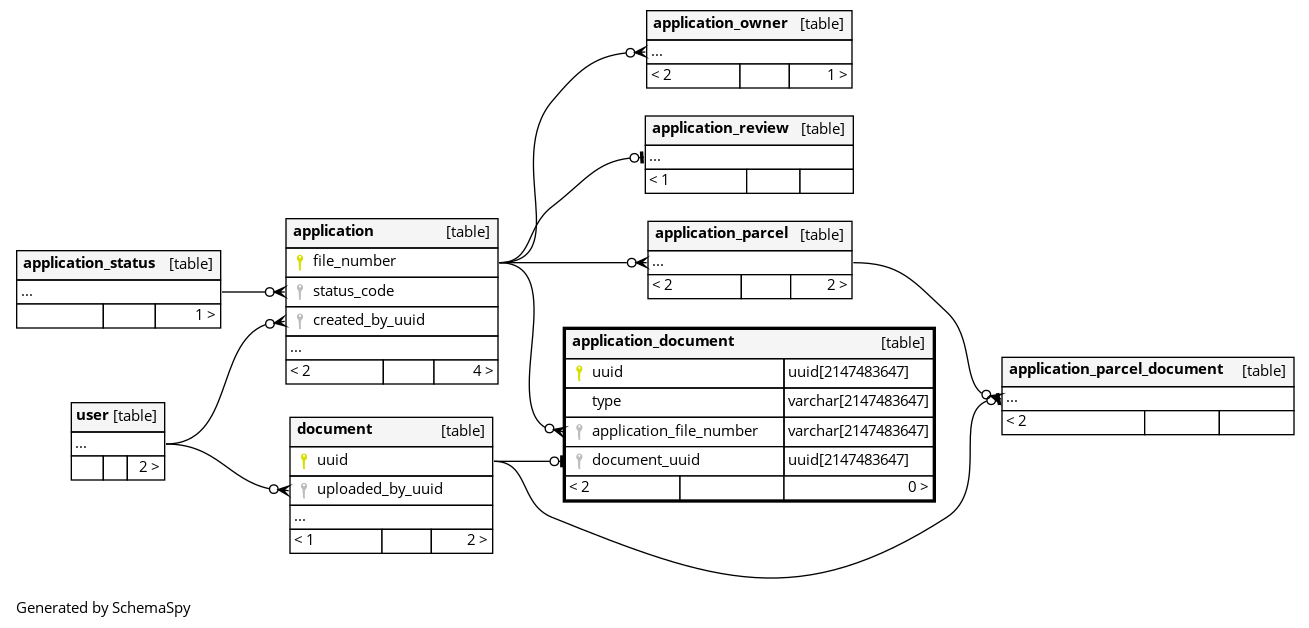 application_owner [table]
...
< 2 1 >
application_review [table]
...
< 1
application_parcel [table]
...
< 2 2 >
application [table]
file_number
status_code
created_by_uuid
...
< 2 4 >
application_status [table]
...
1 >
application_document [table]
uuid uuid[2147483647]
type varchar[2147483647]
application_file_number varchar[2147483647]
document_uuid uuid[2147483647]
< 2 0 >
application_parcel_document [table]
...
< 2
user [table]
...
2 >
document [table]
uuid
uploaded_by_uuid
...
< 1 2 >
Generated by SchemaSpy